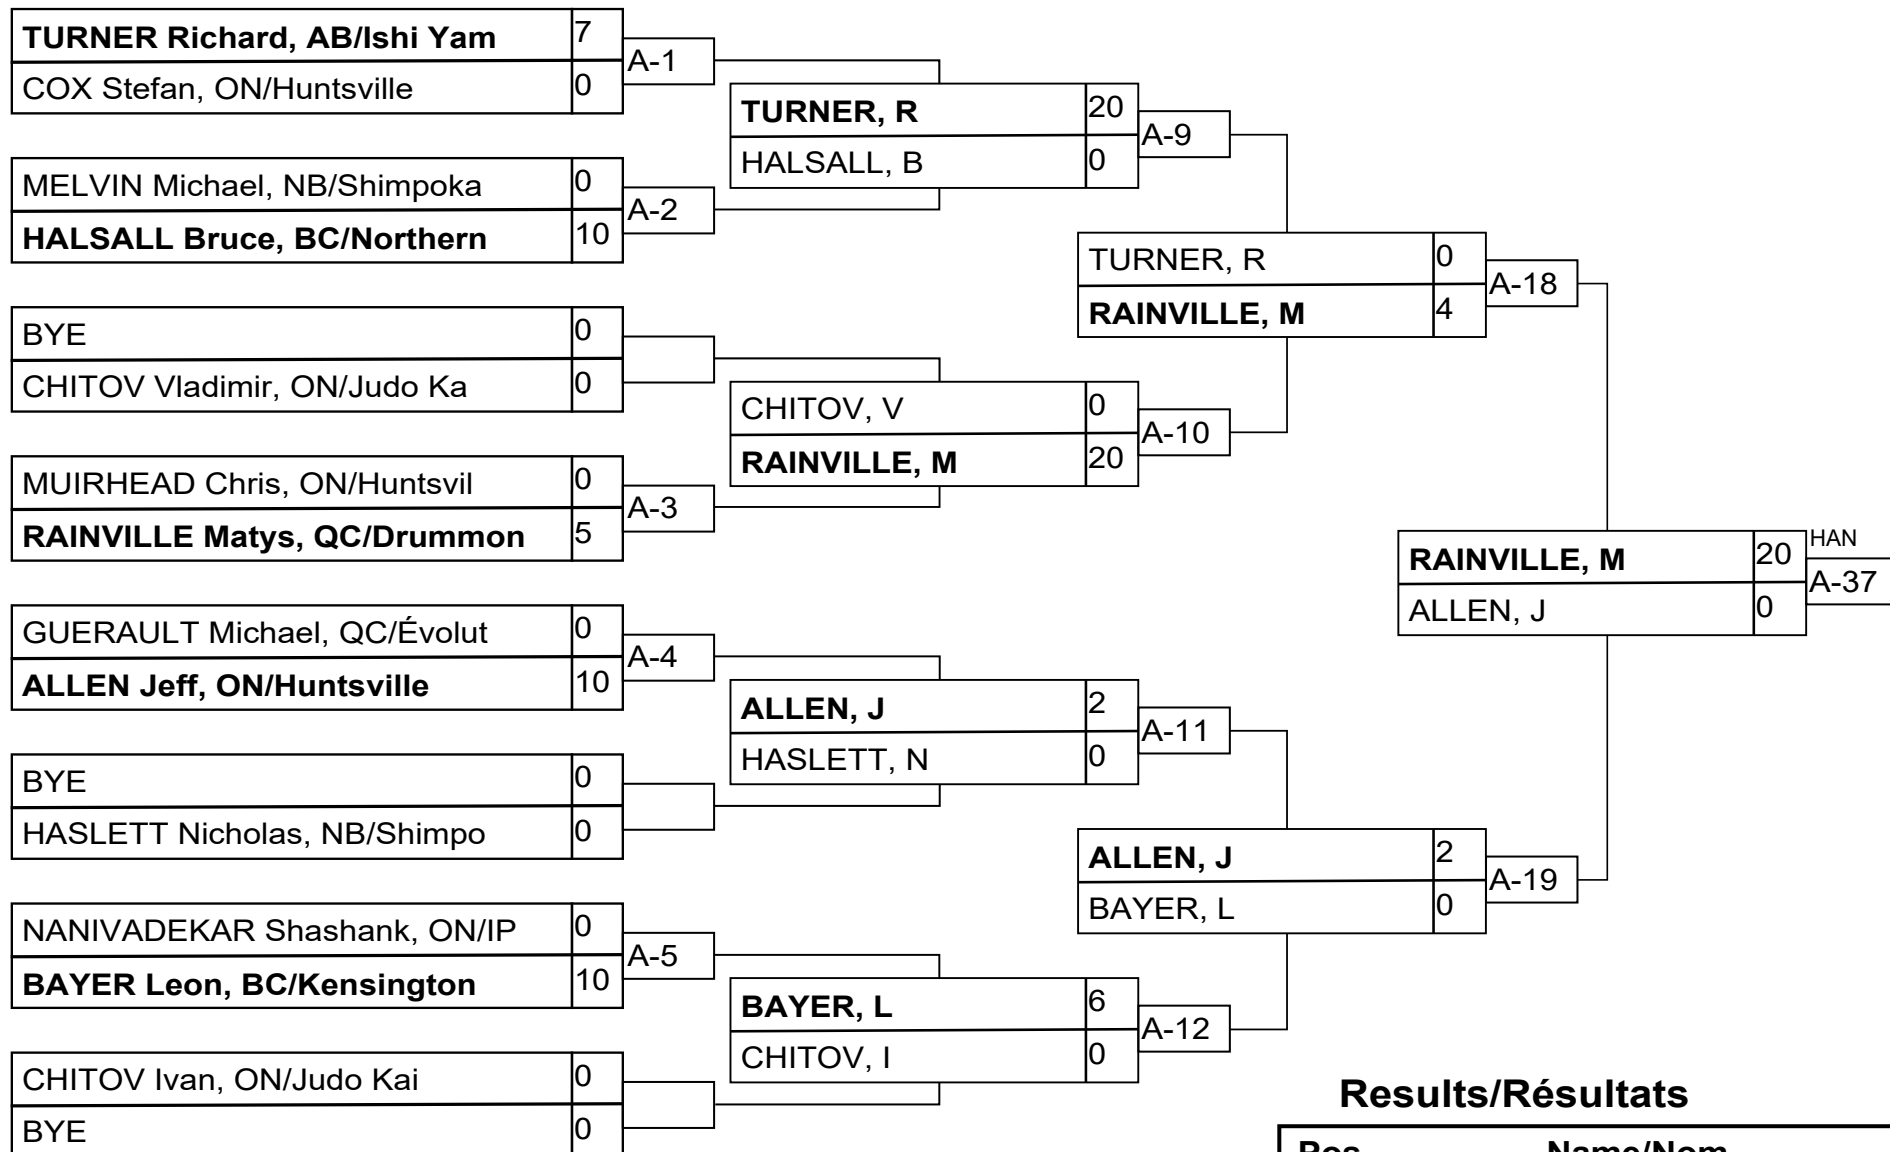 TURNER Richard, AB/Ishi Yam 7
COX Stefan, ON/Huntsville 0
A-1
MELVIN Michael, NB/Shimpoka 0
HALSALL Bruce, BC/Northern 10
A-2
BYE 0
CHITOV Vladimir, ON/Judo Ka 0
MUIRHEAD Chris, ON/Huntsvil 0
RAINVILLE Matys, QC/Drummon 5
A-3
GUERAULT Michael, QC/Évolut 0
ALLEN Jeff, ON/Huntsville 10
A-4
BYE 0
HASLETT Nicholas, NB/Shimpo 0
NANIVADEKAR Shashank, ON/IP 0
BAYER Leon, BC/Kensington 10
A-5
CHITOV Ivan, ON/Judo Kai 0
BYE 0
TURNER, R 20
HALSALL, B 0
A-9
CHITOV, V 0
RAINVILLE, M 20
A-10
ALLEN, J 2
HASLETT, N 0
A-11
BAYER, L 6
CHITOV, I 0
A-12
TURNER, R 0
RAINVILLE, M 4
A-18
ALLEN, J 2
BAYER, L 0
A-19
RAINVILLE, M 20
ALLEN, J 0
HAN
A-37
Results/Résultats
Pos Name/Nom